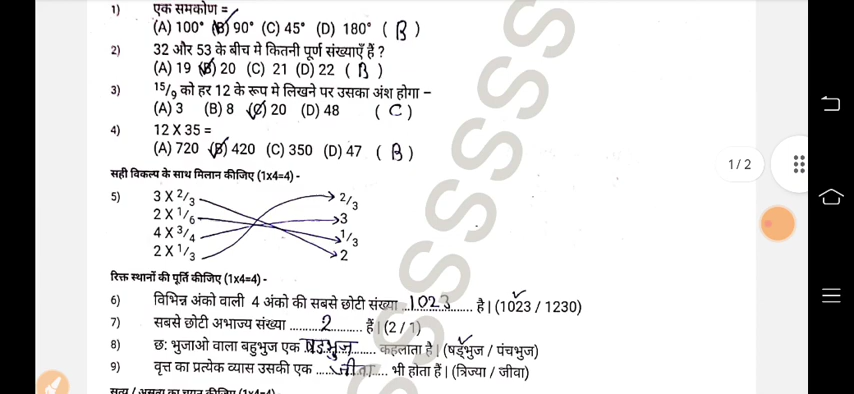 1) एक समकोण =
(A) 100° (B) 90° (C) 45° (D) 180° ( B )
2) 32 और 53 के बीच मे कितनी पूर्ण संख्याएँ हैं ?
(A) 19 (B) 20 (C) 21 (D) 22 ( B )
3) 15/9 को हर 12 के रूप मे लिखने पर उसका अंश होगा –
(A) 3 (B) 8 (C) 20 (D) 48 ( C )
4) 12 X 35 =
(A) 720 (B) 420 (C) 350 (D) 47 ( B )
1 / 2
सही विकल्प के साथ मिलान कीजिए (1x4=4) -
5) 3 X 2/3 2/3
2 X 1/6 3
4 X 3/4 1/3
2 X 1/3 2
रिक्त स्थानों की पूर्ति कीजिए (1x4=4) -
6) विभिन्न अंको वाली 4 अंको की सबसे छोटी संख्या ...1023... है | (1023 / 1230)
7) सबसे छोटी अभाज्य संख्या ...2... हैं | (2 / 1)
8) छ: भुजाओ वाला बहुभुज एक ...षडभुज... कहलाता है | (षड्भुज / पंचभुज)
9) वृत्त का प्रत्येक व्यास उसकी एक ...जीवा... भी होता हैं | (त्रिज्या / जीवा)
SSSSS